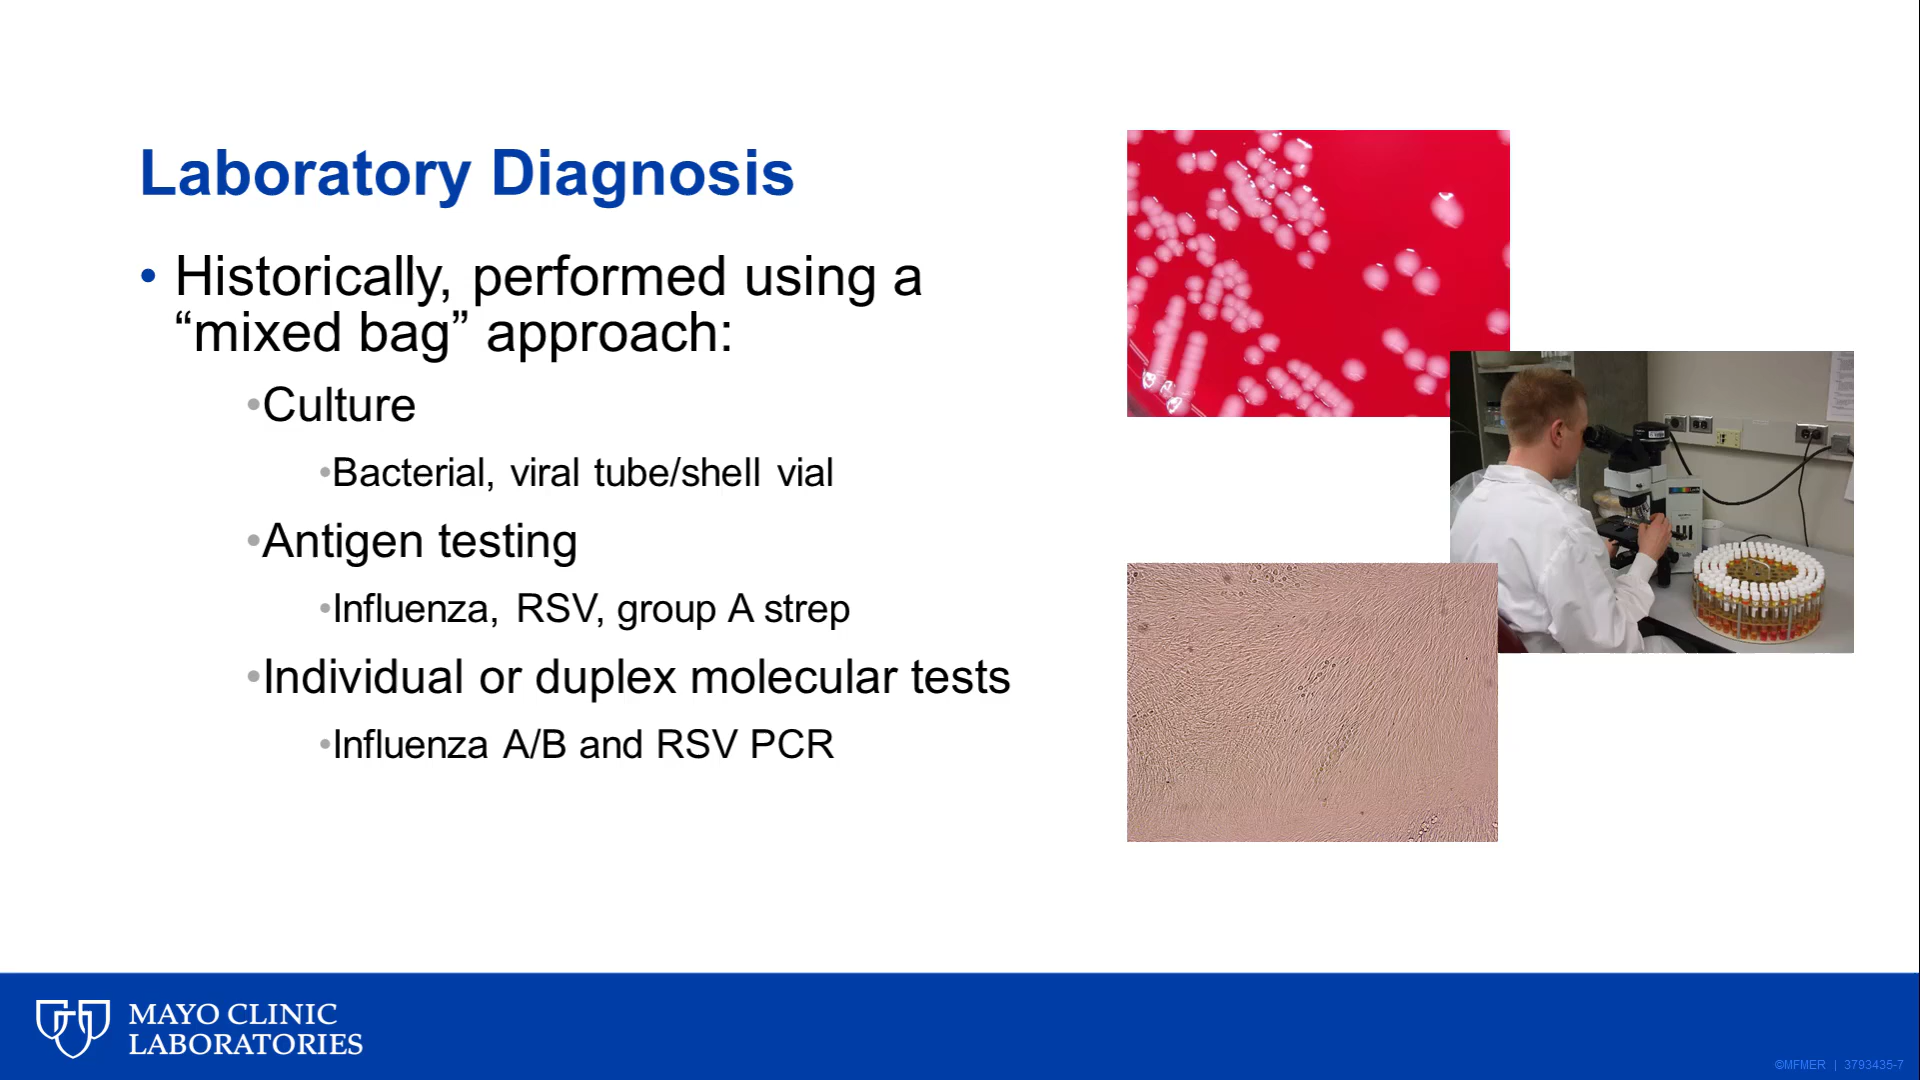 Laboratory Diagnosis
• Historically, performed using a
“mixed bag” approach:
•Culture
•Bacterial, viral tube/shell vial
•Antigen testing
•Influenza, RSV, group A strep
•Individual or duplex molecular tests
•Influenza A/B and RSV PCR
MAYO CLINIC
LABORATORIES
©MFMER | 3793435-7